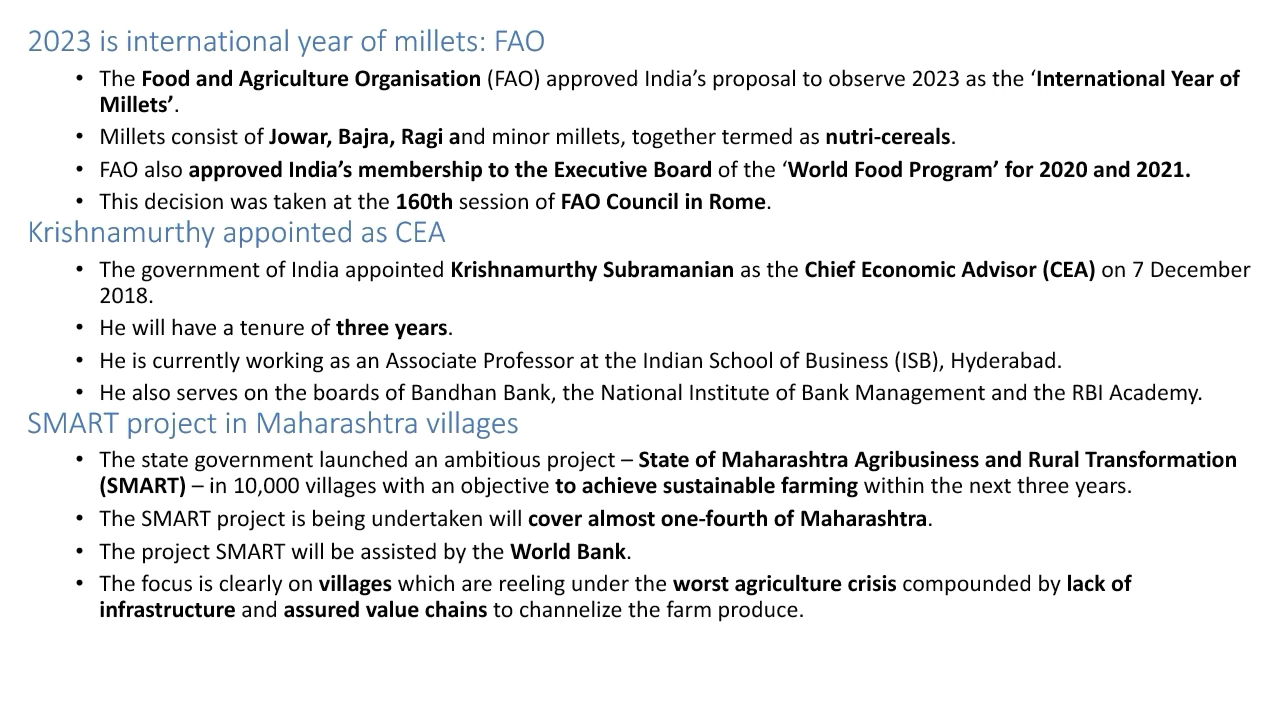 2023 is international year of millets: FAO
• The Food and Agriculture Organisation (FAO) approved India’s proposal to observe 2023 as the ‘International Year of
Millets’.
• Millets consist of Jowar, Bajra, Ragi and minor millets, together termed as nutri-cereals.
• FAO also approved India’s membership to the Executive Board of the ‘World Food Program’ for 2020 and 2021.
• This decision was taken at the 160th session of FAO Council in Rome.
Krishnamurthy appointed as CEA
• The government of India appointed Krishnamurthy Subramanian as the Chief Economic Advisor (CEA) on 7 December
2018.
• He will have a tenure of three years.
• He is currently working as an Associate Professor at the Indian School of Business (ISB), Hyderabad.
• He also serves on the boards of Bandhan Bank, the National Institute of Bank Management and the RBI Academy.
SMART project in Maharashtra villages
• The state government launched an ambitious project – State of Maharashtra Agribusiness and Rural Transformation
(SMART) – in 10,000 villages with an objective to achieve sustainable farming within the next three years.
• The SMART project is being undertaken will cover almost one-fourth of Maharashtra.
• The project SMART will be assisted by the World Bank.
• The focus is clearly on villages which are reeling under the worst agriculture crisis compounded by lack of
infrastructure and assured value chains to channelize the farm produce.